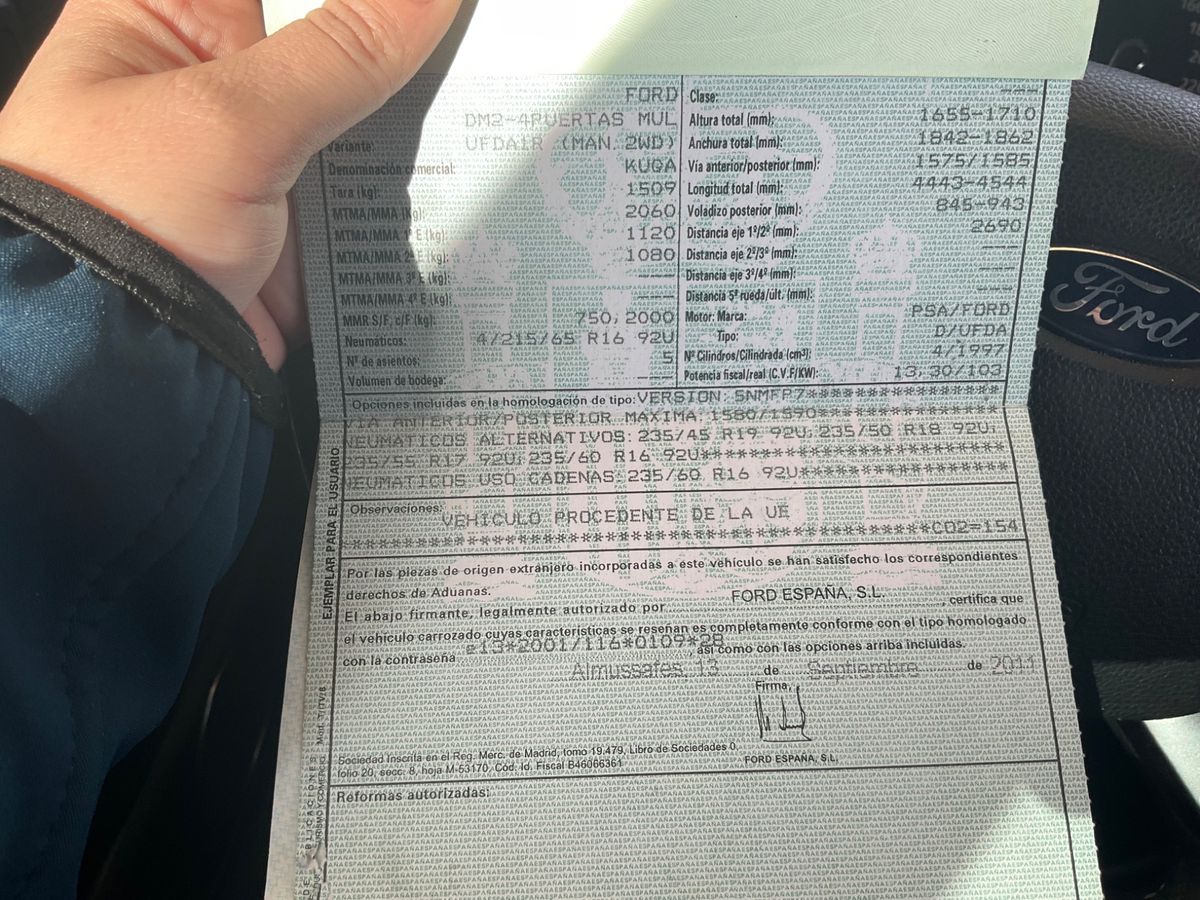 FORD
DM2-4PUERTAS MUL
Variante: UFDA1R (MAN. 2WD)
Denominación comercial: KUGA
Tara (kg): 1509
MTMA/MMA (Kg): 2060
MTMA/MMA 1º E (kg): 1120
MTMA/MMA 2º E (kg): 1080
MTMA/MMA 3º E (kg): ---
MTMA/MMA 4º E (kg): ---
MMR S/F, c/F (kg): 750; 2000
Neumáticos: 4/215/65 R16 92U
Nº de asientos: 5
Volumen de bodega: ---
Clase: ---
Altura total (mm): 1655-1710
Anchura total (mm): 1842-1862
Vía anterior/posterior (mm): 1575/1585
Longitud total (mm): 4443-4544
Voladizo posterior (mm): 845-943
Distancia eje 1º/2º (mm): 2690
Distancia eje 2º/3º (mm): ---
Distancia eje 3º/4º (mm): ---
Distancia 5ª rueda/últ. (mm): ---
Motor: Marca: PSA/FORD
Tipo: D/UFDA
Nº Cilindros/Cilindrada (cm³): 4/1997
Potencia fiscal/real (C.V.F/KW): 13,30/103
Opciones incluidas en la homologación de tipo: VERSION: 5NMFP7******************
VIA ANTERIOR/POSTERIOR MAXIMA:1580/1590*****************
NEUMATICOS ALTERNATIVOS:235/45 R19 92U;235/50 R18 92U;
235/55 R17 92U;235/60 R16 92U***************************
NEUMATICOS USO CADENAS:235/60 R16 92U*******************
Observaciones:
VEHICULO PROCEDENTE DE LA UE
************************************************CO2=154
Por las piezas de origen extranjero incorporadas a este vehículo se han satisfecho los correspondientes
derechos de Aduanas.
El abajo firmante, legalmente autorizado por FORD ESPAÑA, S.L. , certifica que
el vehículo carrozado cuyas características se reseñan es completamente conforme con el tipo homologado
con la contraseña e13*2001/116*0109*28 , así como con las opciones arriba incluidas.
Almussafes 13 de Septiembre de 2011
Firma,
Sociedad Inscrita en el Reg. Merc. de Madrid, tomo 19.479, Libro de Sociedades 0,
folio 20, secc: 8, hoja M-53170. Cód. Id. Fiscal B46066361
FORD ESPAÑA, S.L.
Reformas autorizadas:
EJEMPLAR PARA EL USUARIO
Ford